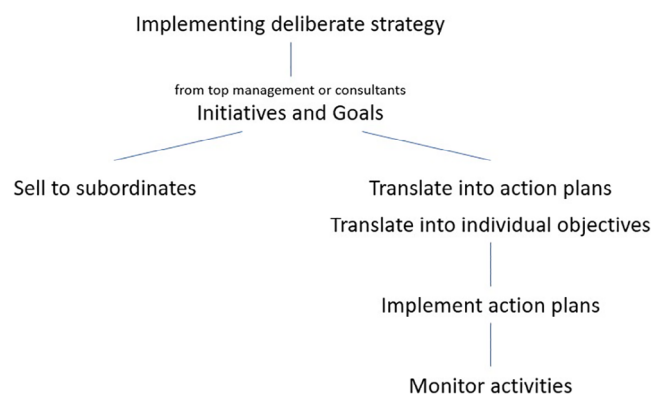 Implementing deliberate strategy
from top management or consultants
Initiatives and Goals
Sell to subordinates
Translate into action plans
Translate into individual objectives
Implement action plans
Monitor activities